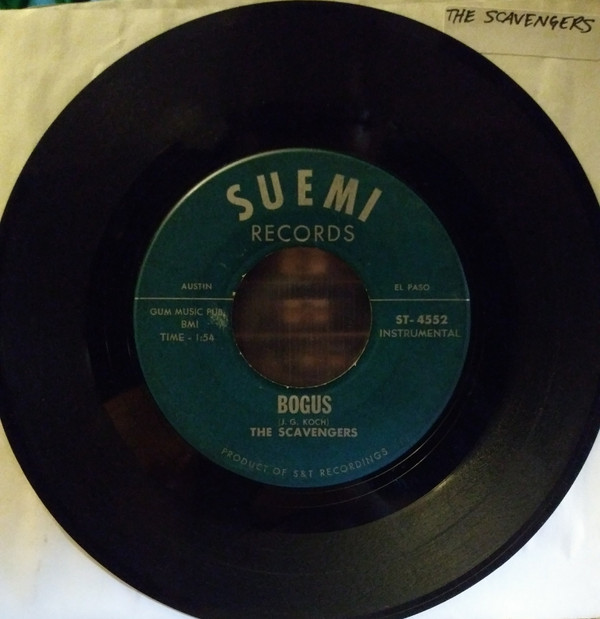 THE SCAVENGERS
SUEMI
RECORDS
AUSTIN
EL PASO
GUM MUSIC PUB.
BMI
TIME - 1:54
ST-4552
INSTRUMENTAL
BOGUS
(J. G. KOCH)
THE SCAVENGERS
PRODUCT OF S&T RECORDINGS